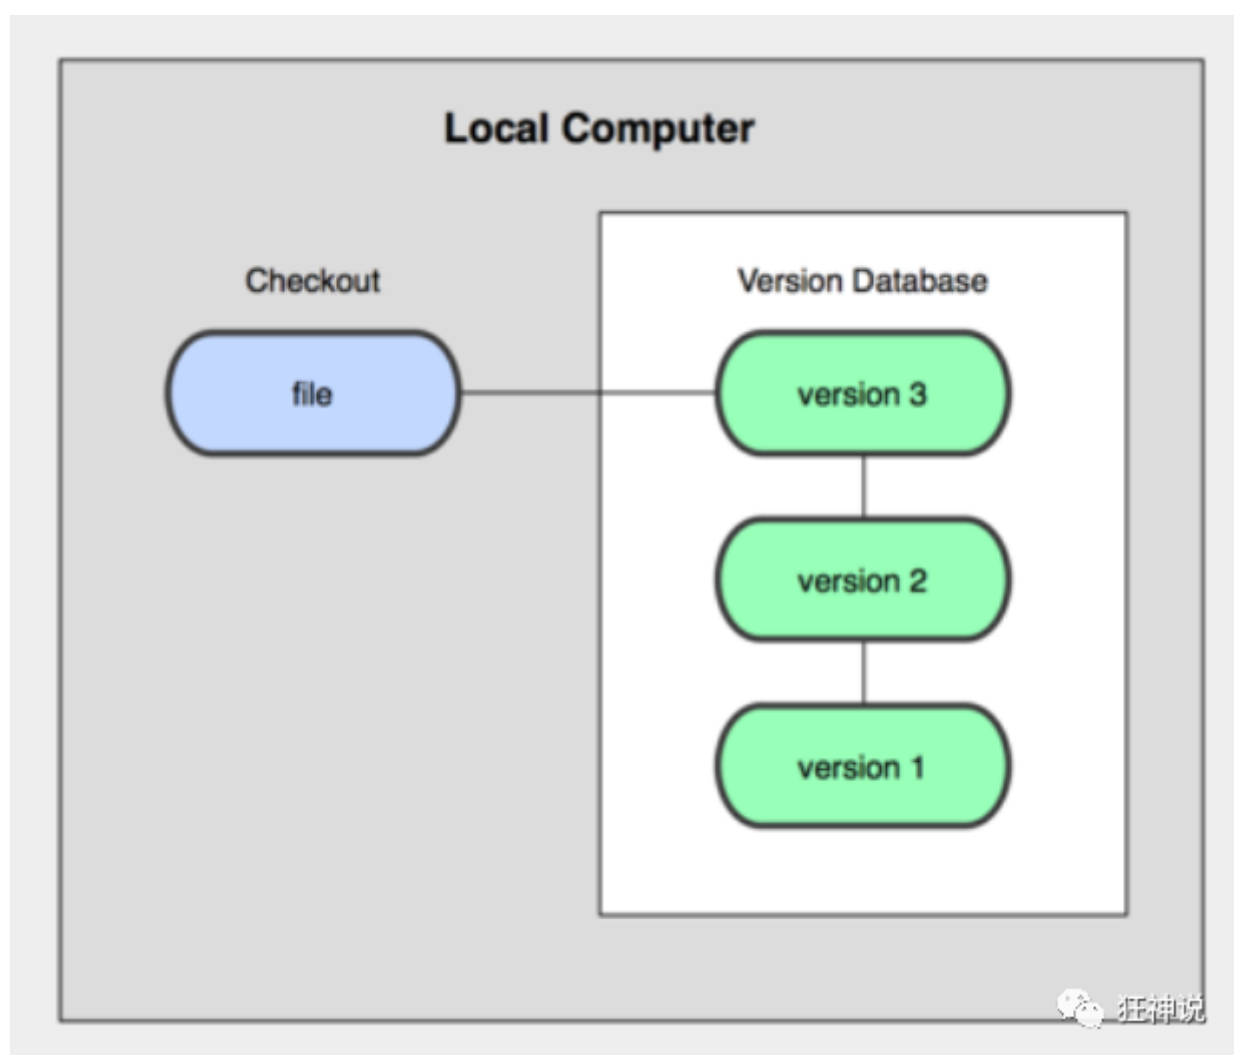 Local Computer
Checkout
Version Database
file
version 3
version 2
version 1
狂神说